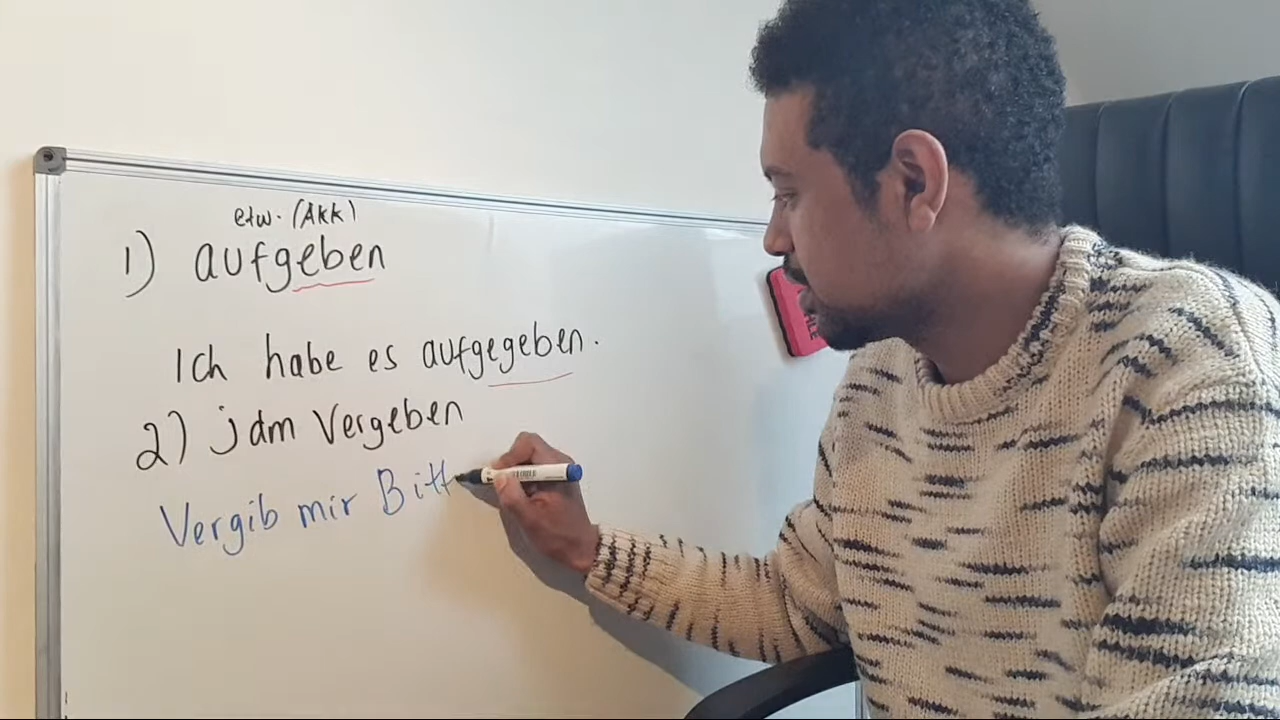 etw. (Akk)
1) aufgeben
Ich habe es aufgegeben.
2) jdm Vergeben
Vergib mir Bitt